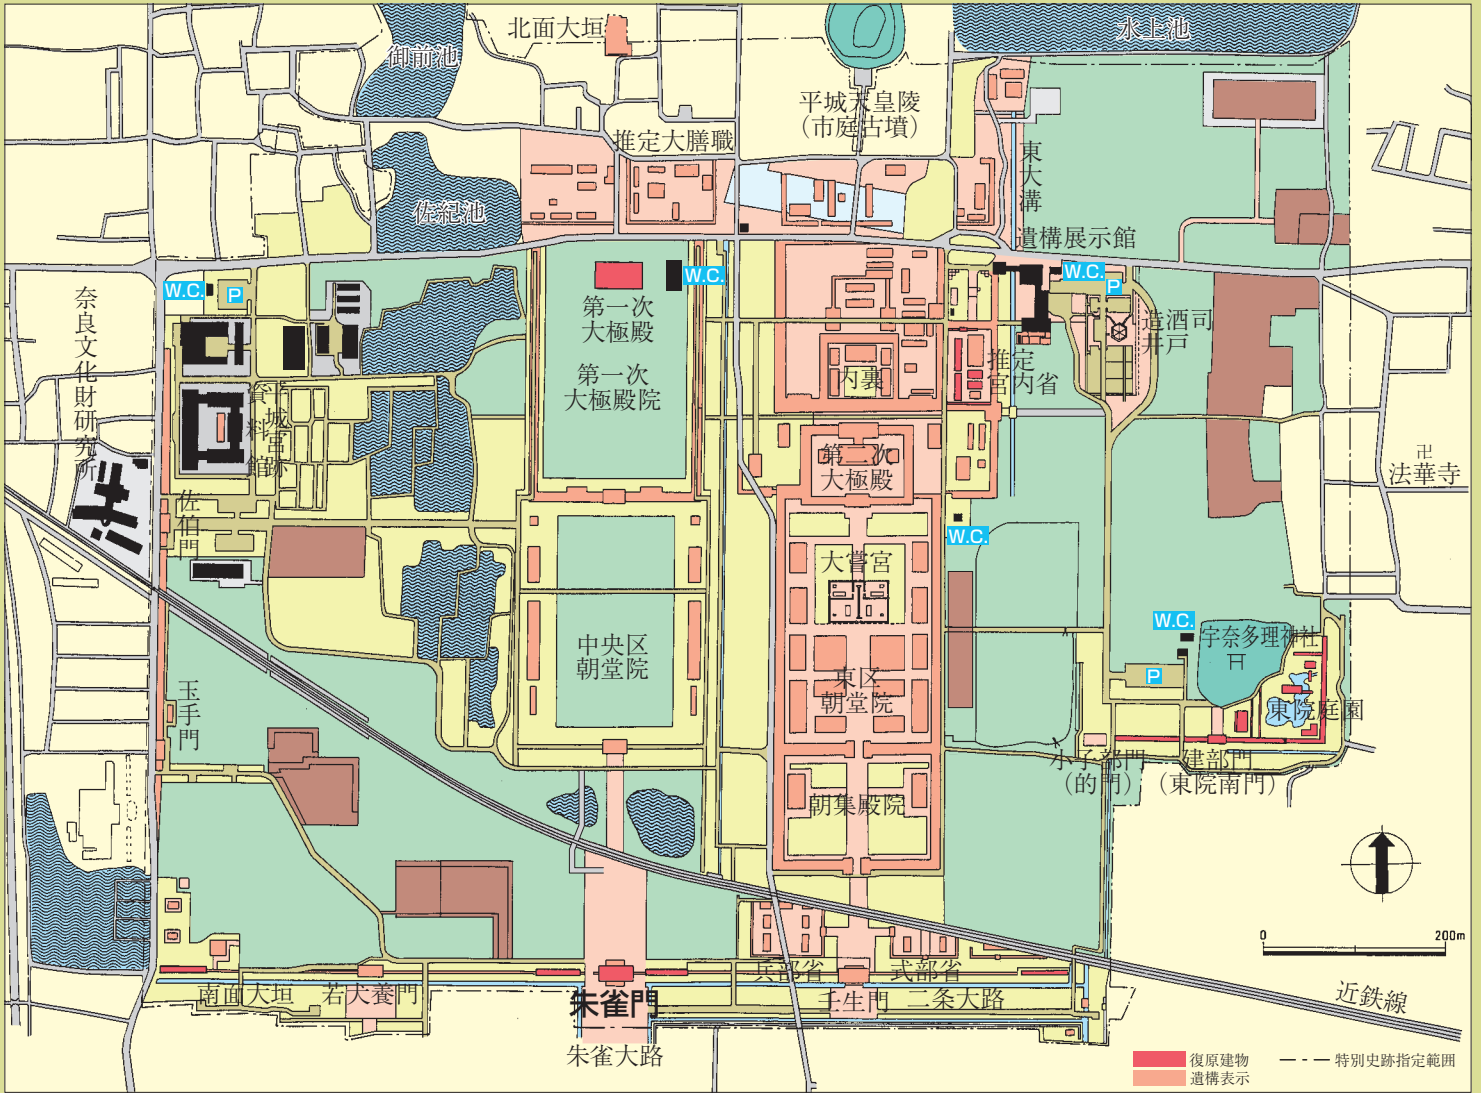 北面大垣
水上池
御前池
平城天皇陵
（市庭古墳）
推定大膳職
東大溝
佐紀池
遺構展示館
W.C.
P
W.C.
W.C.
P
奈良文化財研究所
第一次
大極殿
造酒司
井戸
推定
宮内省
第一次
大極殿院
内裏
平城宮跡
資料館
第二次
大極殿
卍
法華寺
佐伯門
W.C.
大嘗宮
W.C.
宇奈多理神社
中央区
朝堂院
東区
朝堂院
P
玉手門
東院庭園
小子部門
（的門）
建部門
（東院南門）
朝集殿院
0
200m
兵部省
式部省
南面大垣
若犬養門
朱雀門
壬生門
二条大路
近鉄線
朱雀大路
復原建物
特別史跡指定範囲
遺構表示